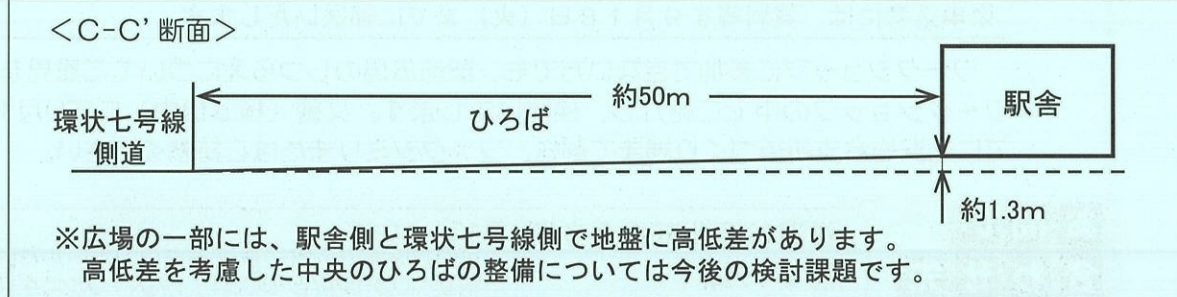 ＜C-C’断面＞
約50m
駅舎
環状七号線
側道
ひろば
約1.3m
※広場の一部には、駅舎側と環状七号線側で地盤に高低差があります。
高低差を考慮した中央のひろばの整備については今後の検討課題です。